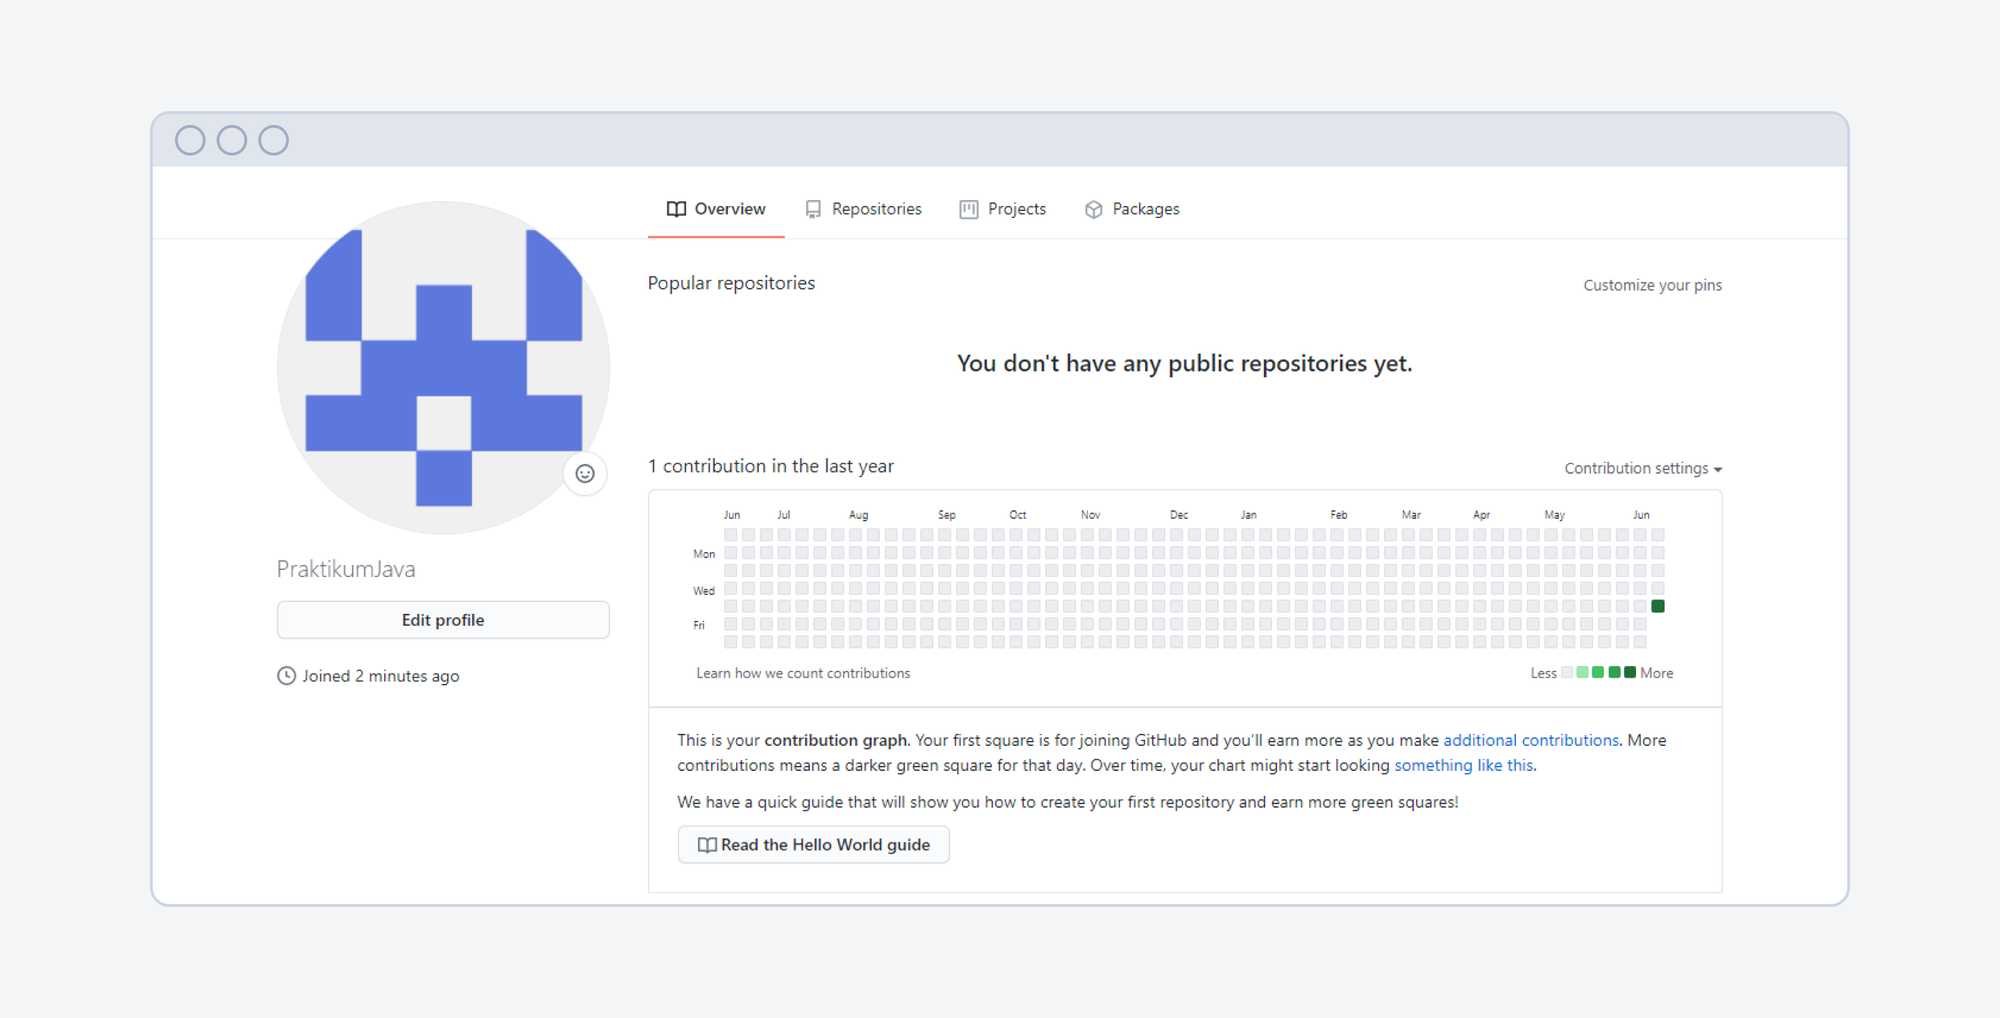 Overview Repositories Projects Packages
Popular repositories Customize your pins
You don't have any public repositories yet.
1 contribution in the last year Contribution settings
Jun Jul Aug Sep Oct Nov Dec Jan Feb Mar Apr May Jun
Mon
Wed
Fri
Learn how we count contributions Less More
PraktikumJava
Edit profile
Joined 2 minutes ago
This is your contribution graph. Your first square is for joining GitHub and you'll earn more as you make additional contributions. More
contributions means a darker green square for that day. Over time, your chart might start looking something like this.
We have a quick guide that will show you how to create your first repository and earn more green squares!
Read the Hello World guide